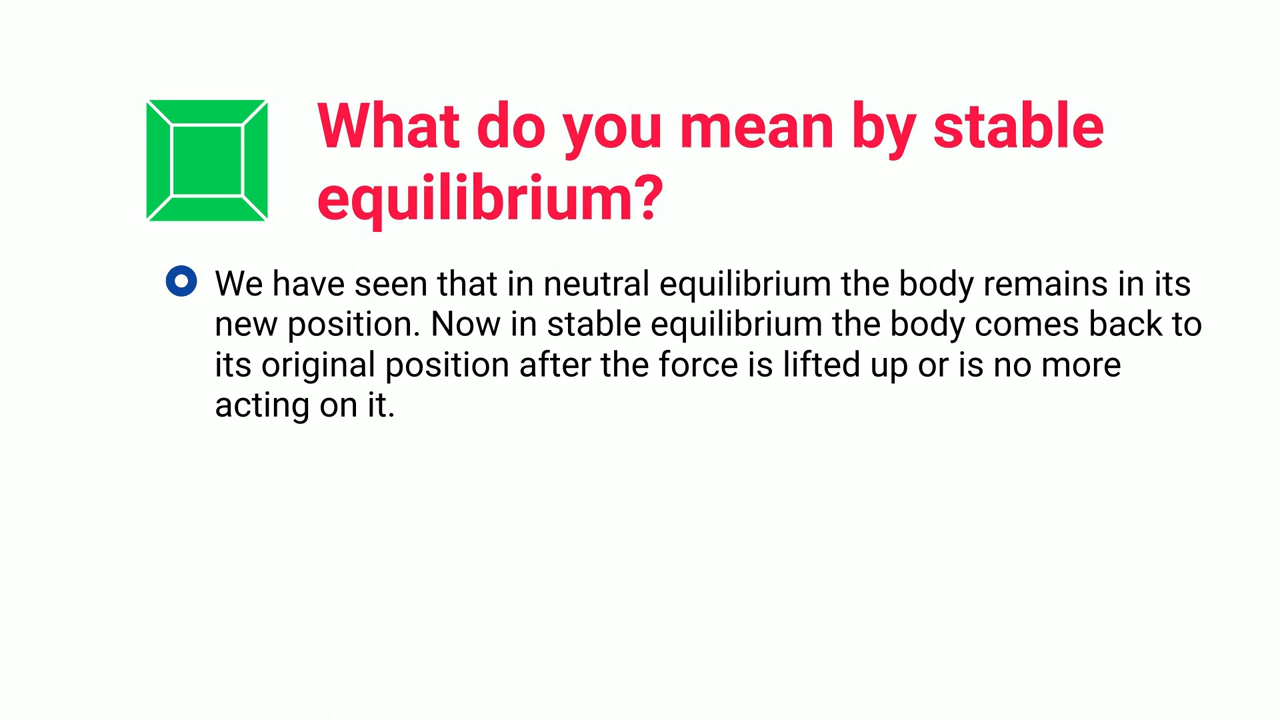 What do you mean by stable
equilibrium?
We have seen that in neutral equilibrium the body remains in its
new position. Now in stable equilibrium the body comes back to
its original position after the force is lifted up or is no more
acting on it.